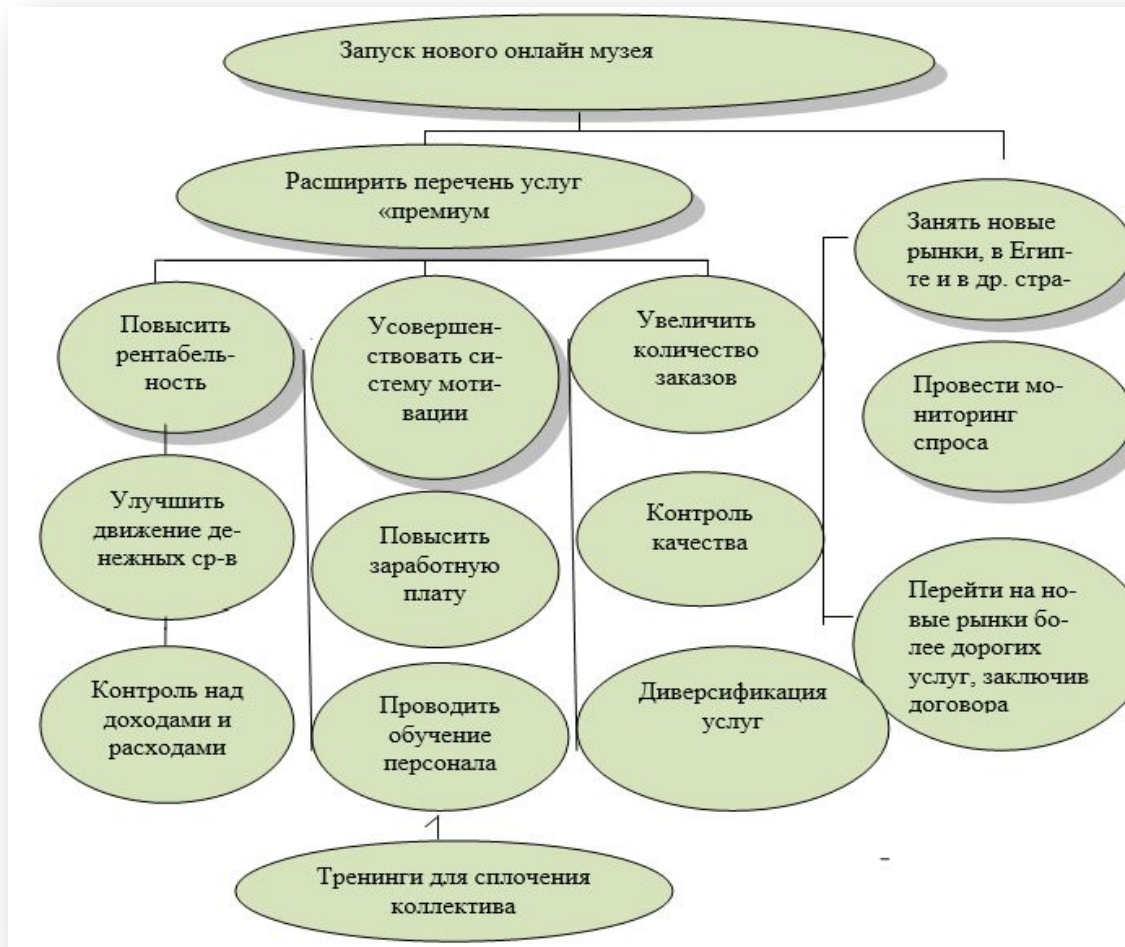 Запуск нового онлайн музея
Расширить перечень услуг
«премиум
Занять новые
рынки, в Егип-
те и в др. стра-
Повысить
рентабель-
ность
Усовершен-
ствовать си-
стему моти-
вации
Увеличить
количество
заказов
Провести мо-
ниторинг
спроса
Улучшить
движение де-
нежных ср-в
Повысить
заработную
плату
Контроль
качества
Перейти на но-
вые рынки бо-
лее дорогих
услуг, заключив
договора
Контроль над
доходами и
расходами
Проводить
обучение
персонала
Диверсификация
услуг
Тренинги для сплочения
коллектива